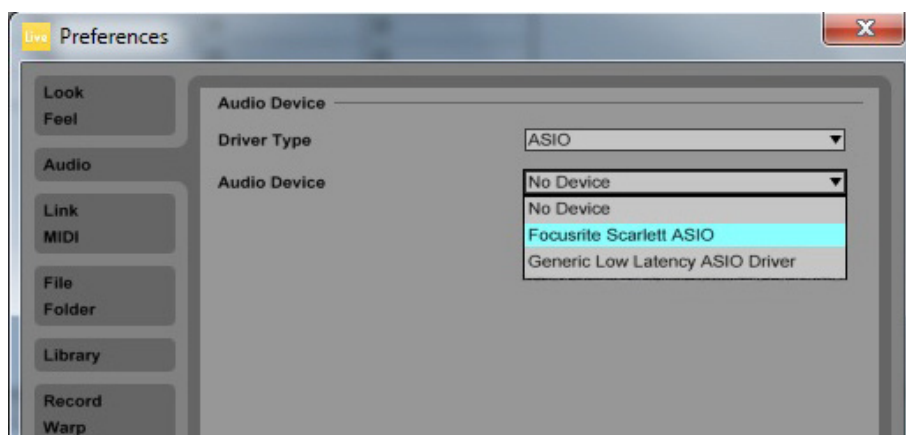 Live Preferences
Look
Feel
Audio
Link
MIDI
File
Folder
Library
Record
Warp
Audio Device
Driver Type ASIO
Audio Device No Device
No Device
Focusrite Scarlett ASIO
Generic Low Latency ASIO Driver